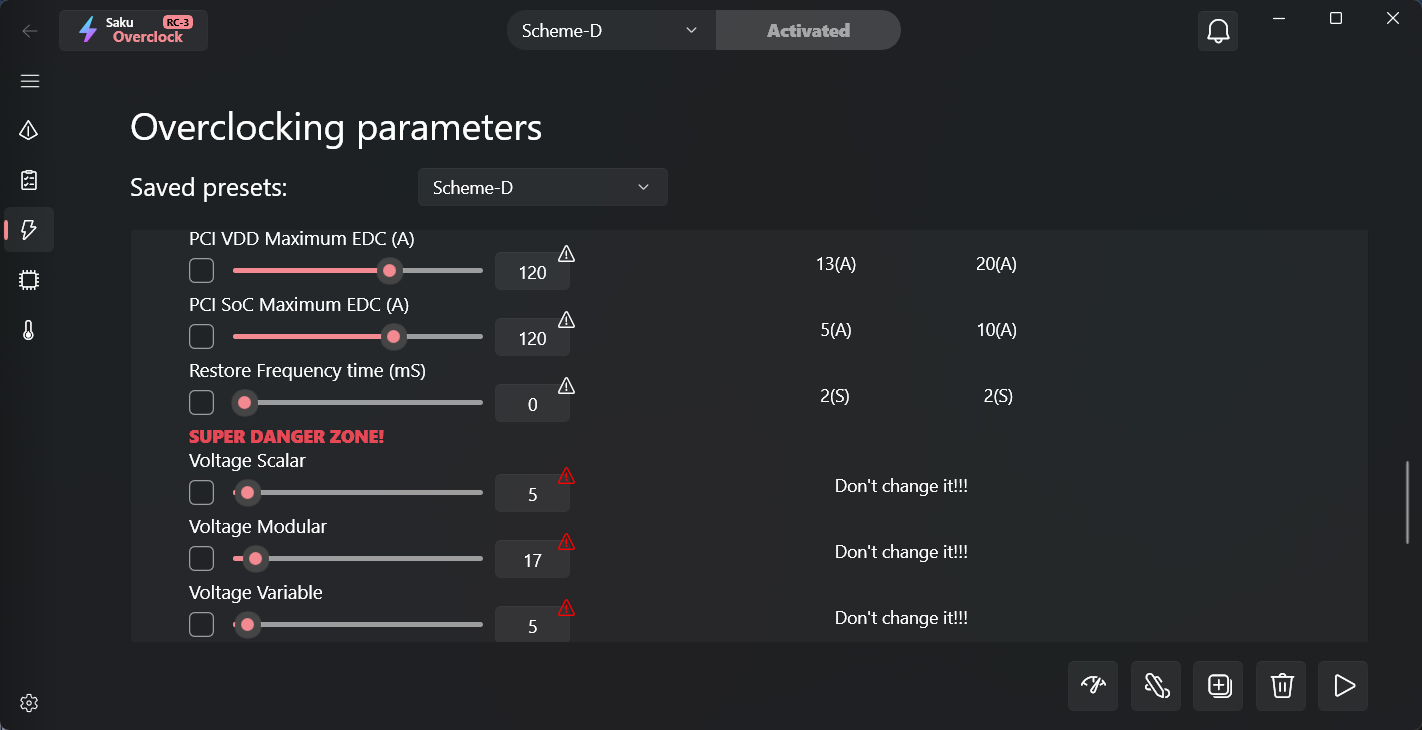 Saku RC-3
Overclock
Scheme-D
Activated
Overclocking parameters
Saved presets:
Scheme-D
PCI VDD Maximum EDC (A)
120
13(A)
20(A)
PCI SoC Maximum EDC (A)
120
5(A)
10(A)
Restore Frequency time (mS)
0
2(S)
2(S)
SUPER DANGER ZONE!
Voltage Scalar
5
Don't change it!!!
Voltage Modular
17
Don't change it!!!
Voltage Variable
5
Don't change it!!!